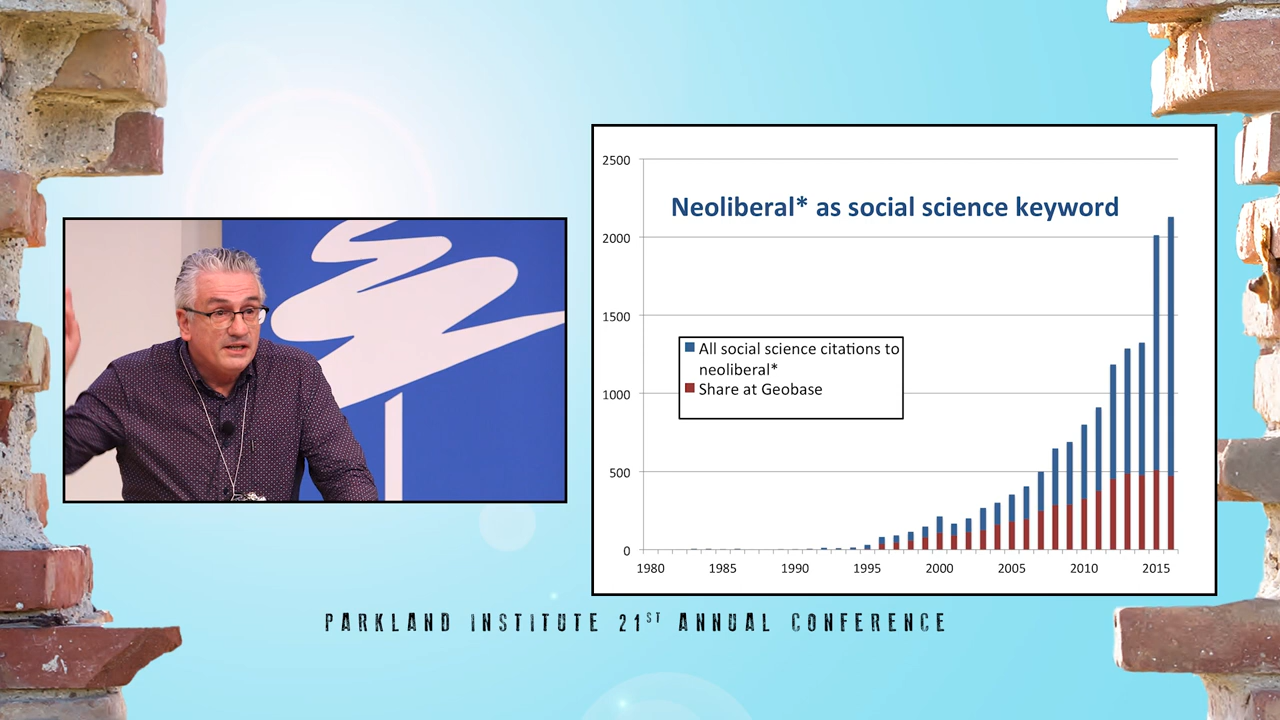 Neoliberal* as social science keyword
2500
2000
1500
1000
500
0
All social science citations to
neoliberal*
Share at Geobase
1980 1985 1990 1995 2000 2005 2010 2015
PARKLAND INSTITUTE 21ST ANNUAL CONFERENCE